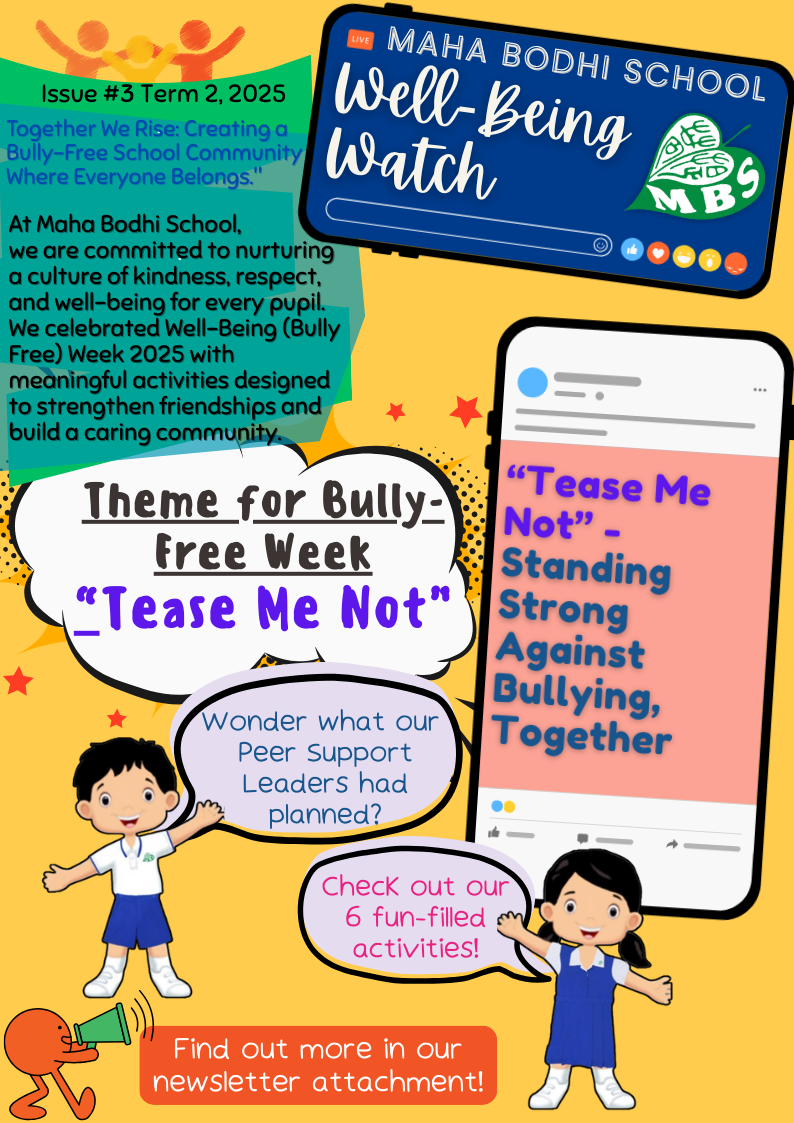 Issue #3 Term 2, 2025
Together We Rise: Creating a
Bully-Free School Community
Where Everyone Belongs."
At Maha Bodhi School,
we are committed to nurturing
a culture of kindness, respect,
and well-being for every pupil.
We celebrated Well-Being (Bully
Free) Week 2025 with
meaningful activities designed
to strengthen friendships and
build a caring community.
LIVE
MAHA BODHI SCHOOL
Well-Being
Watch
MBS
Theme for Bully-
Free Week
“Tease Me Not”
“Tease Me
Not” -
Standing
Strong
Against
Bullying,
Together
Wonder what our
Peer Support
Leaders had
planned?
Check out our
6 fun-filled
activities!
Find out more in our
newsletter attachment!